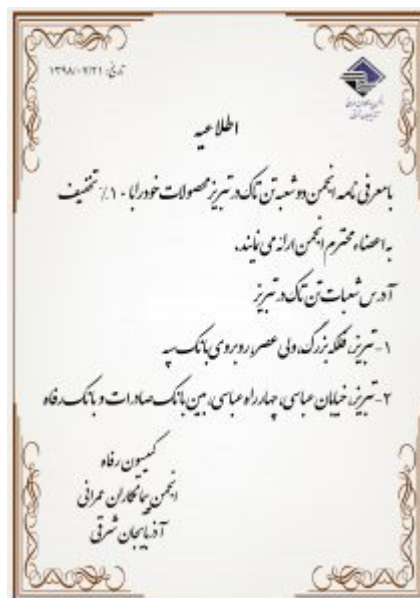 تاریخ: ۱۳۹۸/۰۷/۲۱
اطلاعیه
با معرفی نامه انجمن دو شعبه تن تاک در تبریز محصولات خود را با ۱۰٪ تخفیف
به اعضاء محترم انجمن ارائه می نمایند.
آدرس شعبات تن تاک در تبریز
۱- تبریز، فلکه بزرگ، ولی عصر، روبروی بانک سپه
۲- تبریز، خیابان عباسی، چهارراه عباسی، بین بانک صادرات و بانک رفاه
کمیسیون رفاه
انجمن پیمانکاران عمرانی
آذربایجان شرقی